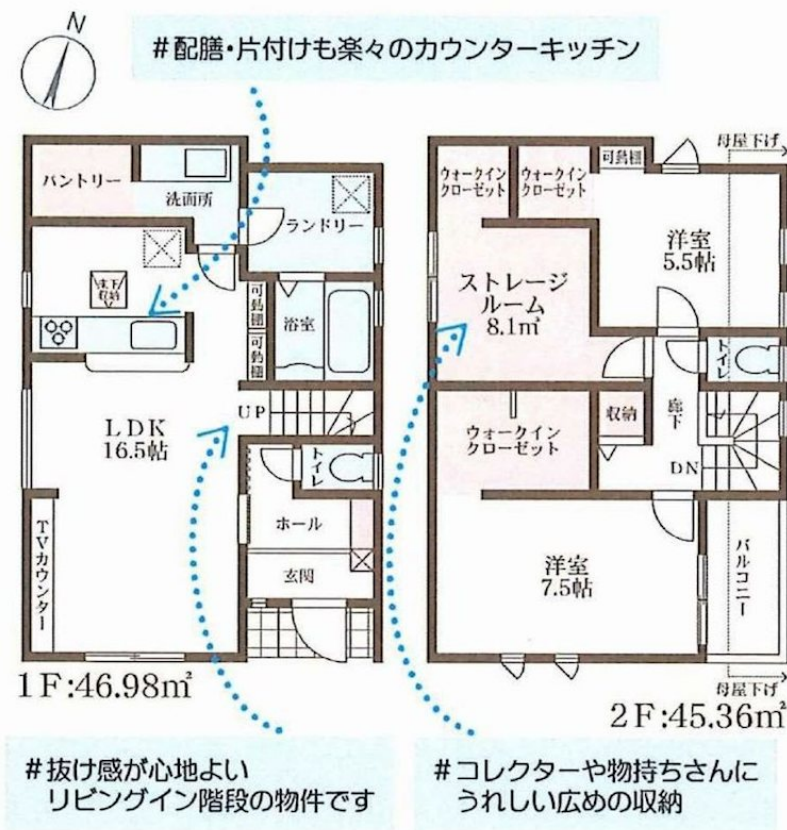 N
#配膳・片付けも楽々のカウンターキッチン
パントリー
洗面所
ランドリー
床下
収納
可動棚
可動棚
浴室
UP
LDK
16.5帖
トイレ
ホール
TVカウンター
玄関
1F:46.98㎡
母屋下げ
ウォークイン
クローゼット
ウォークイン
クローゼット
可動棚
洋室
5.5帖
ストレージ
ルーム
8.1㎡
トイレ
ウォークイン
クローゼット
収納
廊下
DN
洋室
7.5帖
バルコニー
母屋下げ
2F:45.36㎡
#抜け感が心地よい
リビングイン階段の物件です
#コレクターや物持ちさんに
うれしい広めの収納